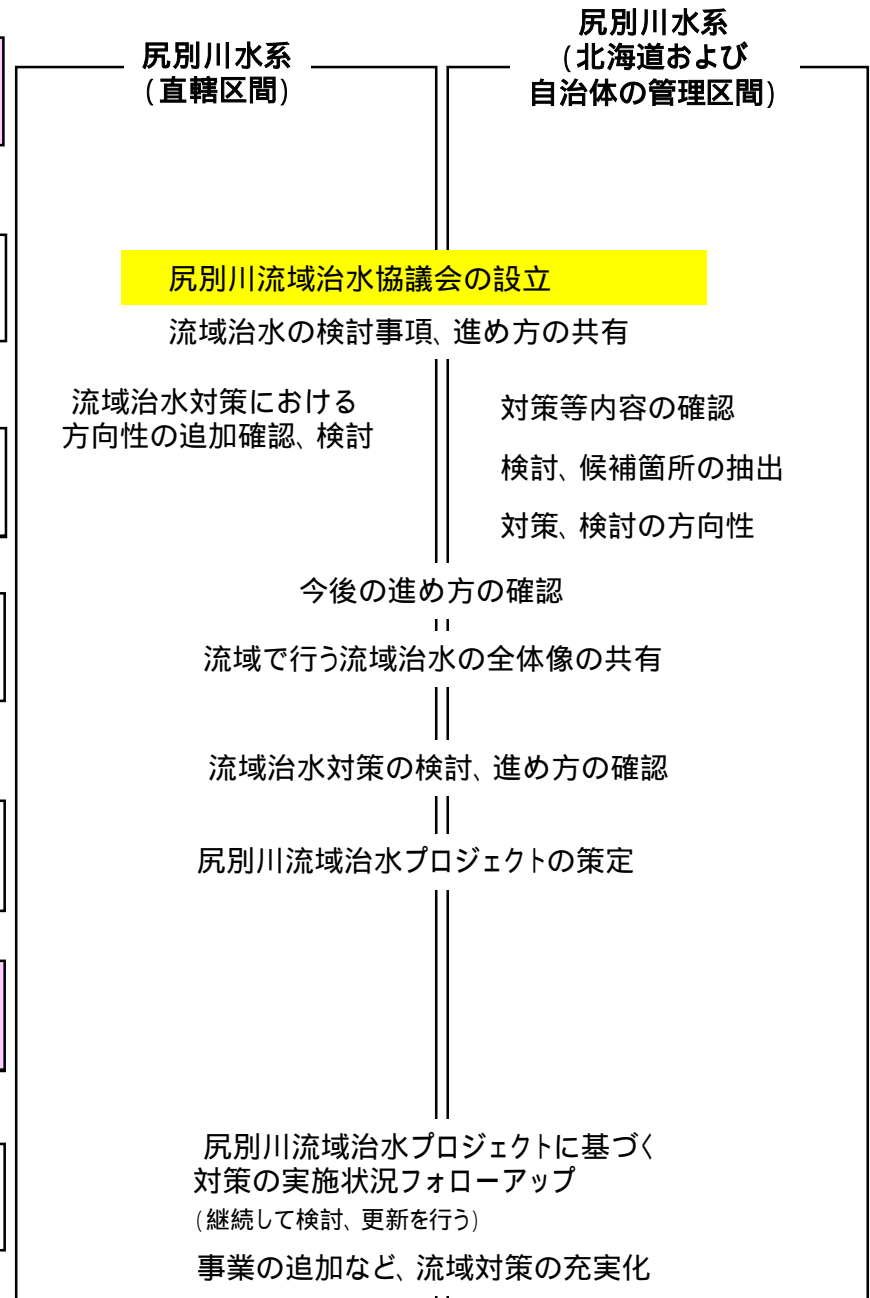 尻別川水系
(直轄区間)
尻別川水系
(北海道および
自治体の管理区間)
尻別川流域治水協議会の設立
流域治水の検討事項、進め方の共有
流域治水対策における
方向性の追加確認、検討
対策等内容の確認
検討、候補箇所の抽出
対策、検討の方向性
今後の進め方の確認
流域で行う流域治水の全体像の共有
流域治水対策の検討、進め方の確認
尻別川流域治水プロジェクトの策定
尻別川流域治水プロジェクトに基づく
対策の実施状況フォローアップ
(継続して検討、更新を行う)
事業の追加など、流域対策の充実化